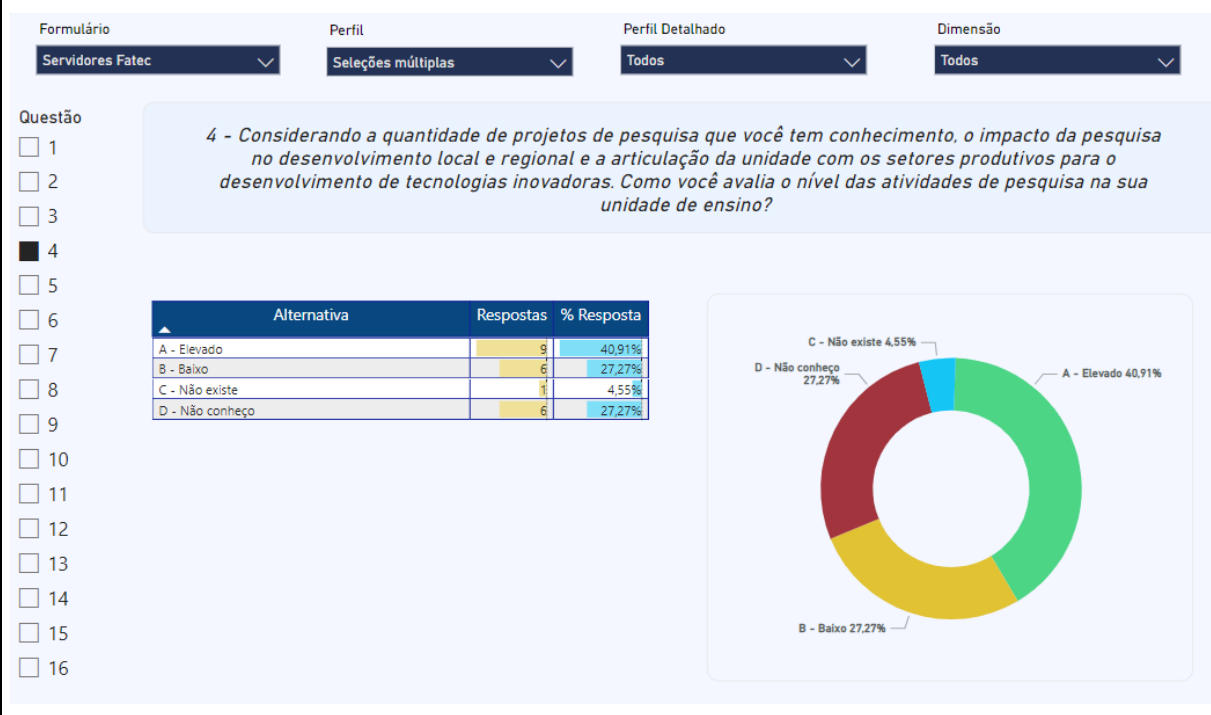 Formulário
Perfil
Perfil Detalhado
Dimensão
Servidores Fatec
Seleções múltiplas
Todos
Todos
Questão
1
2
3
4
5
6
7
8
9
10
11
12
13
14
15
16
4 - Considerando a quantidade de projetos de pesquisa que você tem conhecimento, o impacto da pesquisa
no desenvolvimento local e regional e a articulação da unidade com os setores produtivos para o
desenvolvimento de tecnologias inovadoras. Como você avalia o nível das atividades de pesquisa na sua
unidade de ensino?
Alternativa Respostas % Resposta
A - Elevado 9 40,91%
B - Baixo 6 27,27%
C - Não existe 1 4,55%
D - Não conheço 6 27,27%
C - Não existe 4,55%
D - Não conheço
27,27%
A - Elevado 40,91%
B - Baixo 27,27%